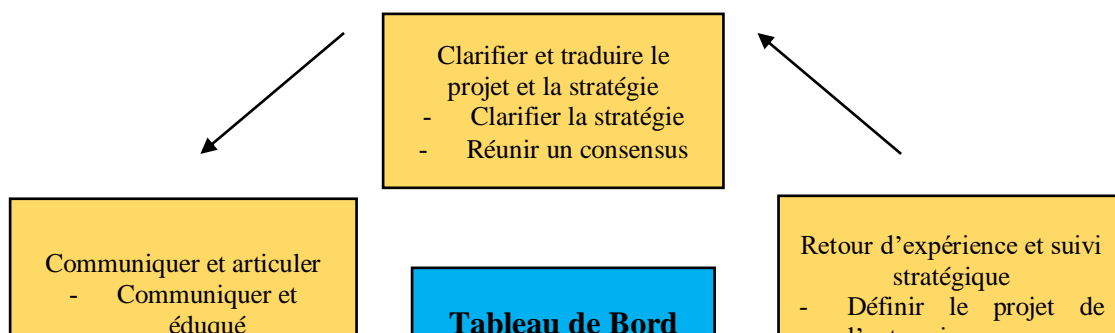 Clarifier et traduire le
projet et la stratégie
- Clarifier la stratégie
- Réunir un consensus
Communiquer et articuler
- Communiquer et
éduqué
Tableau de Bord
Retour d’expérience et suivi
stratégique
- Définir le projet de